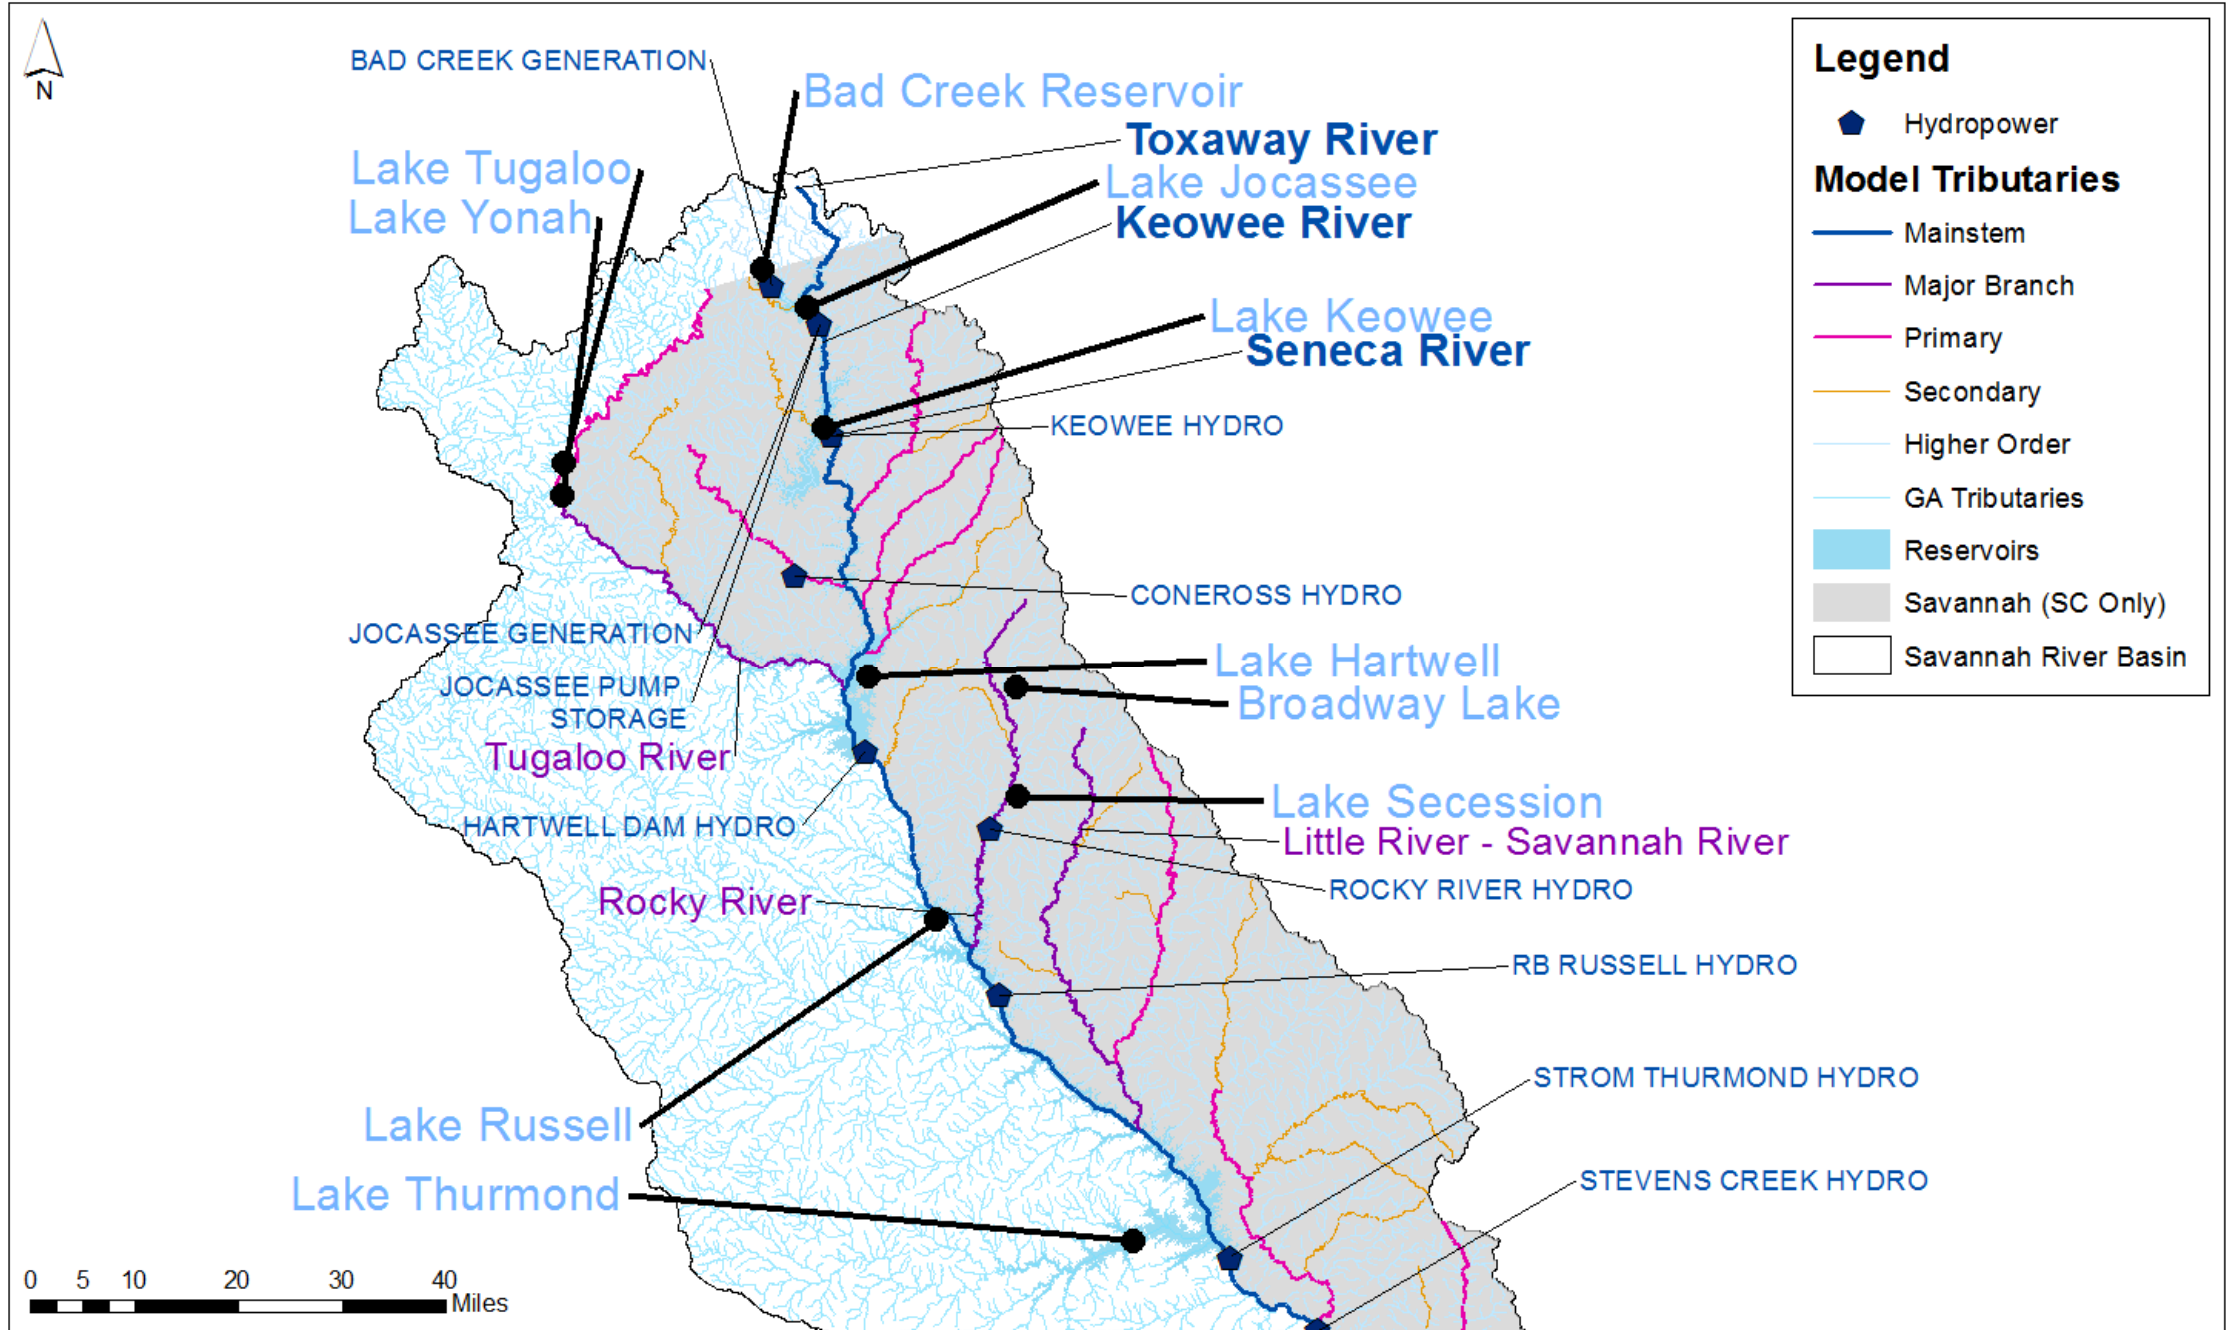 N
BAD CREEK GENERATION
Bad Creek Reservoir
Toxaway River
Lake Tugaloo
Lake Jocassee
Lake Yonah
Keowee River
Lake Keowee
Seneca River
KEOWEE HYDRO
CONEROSS HYDRO
JOCASSEE GENERATION
Lake Hartwell
JOCASSEE PUMP
STORAGE
Broadway Lake
Tugaloo River
Lake Secession
HARTWELL DAM HYDRO
Little River - Savannah River
ROCKY RIVER HYDRO
Rocky River
RB RUSSELL HYDRO
STROM THURMOND HYDRO
Lake Russell
STEVENS CREEK HYDRO
Lake Thurmond
0 5 10 20 30 40
Miles
Legend
Hydropower
Model Tributaries
Mainstem
Major Branch
Primary
Secondary
Higher Order
GA Tributaries
Reservoirs
Savannah (SC Only)
Savannah River Basin